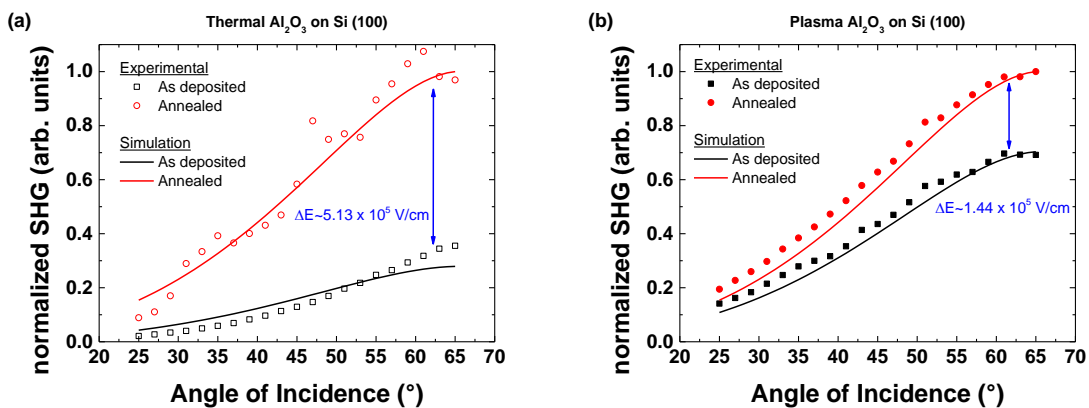 (a)
Thermal Al₂O₃ on Si (100)
normalized SHG (arb. units)
1.0
0.8
0.6
0.4
0.2
0.0
Experimental
As deposited
Annealed
Simulation
As deposited
Annealed
ΔE~5.13 x 10⁵ V/cm
20 25 30 35 40 45 50 55 60 65 70
Angle of Incidence (°)
(b)
Plasma Al₂O₃ on Si (100)
normalized SHG (arb. units)
1.0
0.8
0.6
0.4
0.2
0.0
Experimental
As deposited
Annealed
Simulation
As deposited
Annealed
ΔE~1.44 x 10⁵ V/cm
20 25 30 35 40 45 50 55 60 65 70
Angle of Incidence (°)